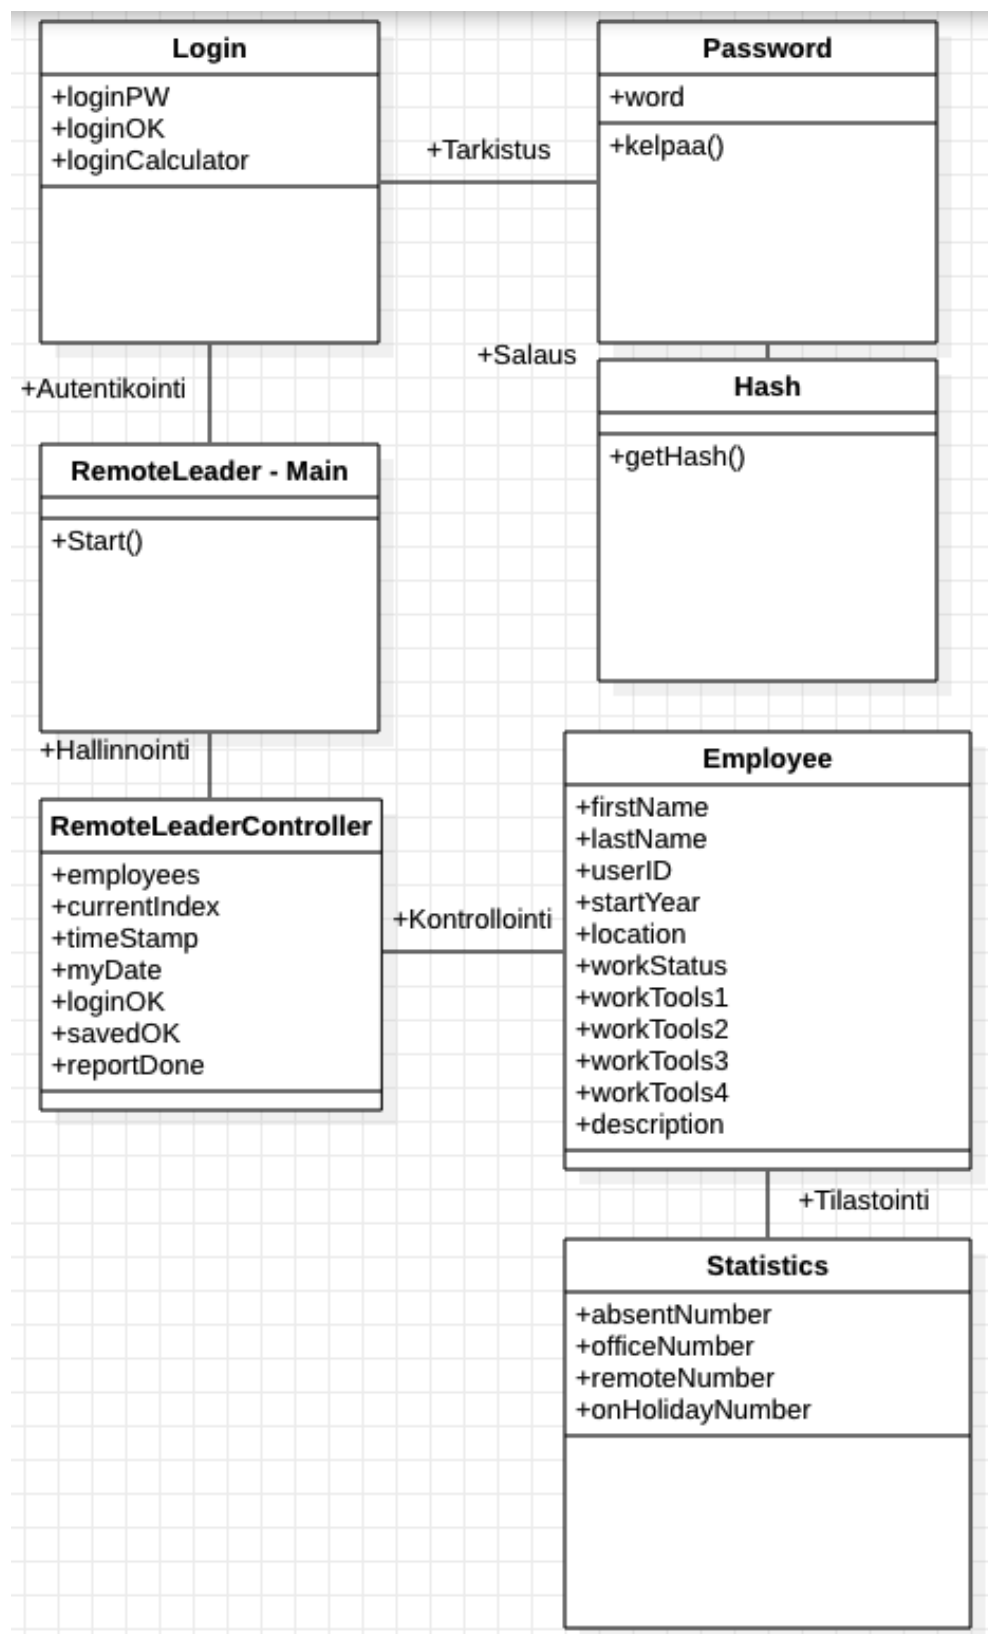 Login
+loginPW
+loginOK
+loginCalculator
+Tarkistus
Password
+word
+kelpaa()
+Salaus
Hash
+getHash()
+Autentikointi
RemoteLeader - Main
+Start()
+Hallinnointi
RemoteLeaderController
+employees
+currentIndex
+timeStamp
+myDate
+loginOK
+savedOK
+reportDone
+Kontrollointi
Employee
+firstName
+lastName
+userID
+startYear
+location
+workStatus
+workTools1
+workTools2
+workTools3
+workTools4
+description
+Tilastointi
Statistics
+absentNumber
+officeNumber
+remoteNumber
+onHolidayNumber